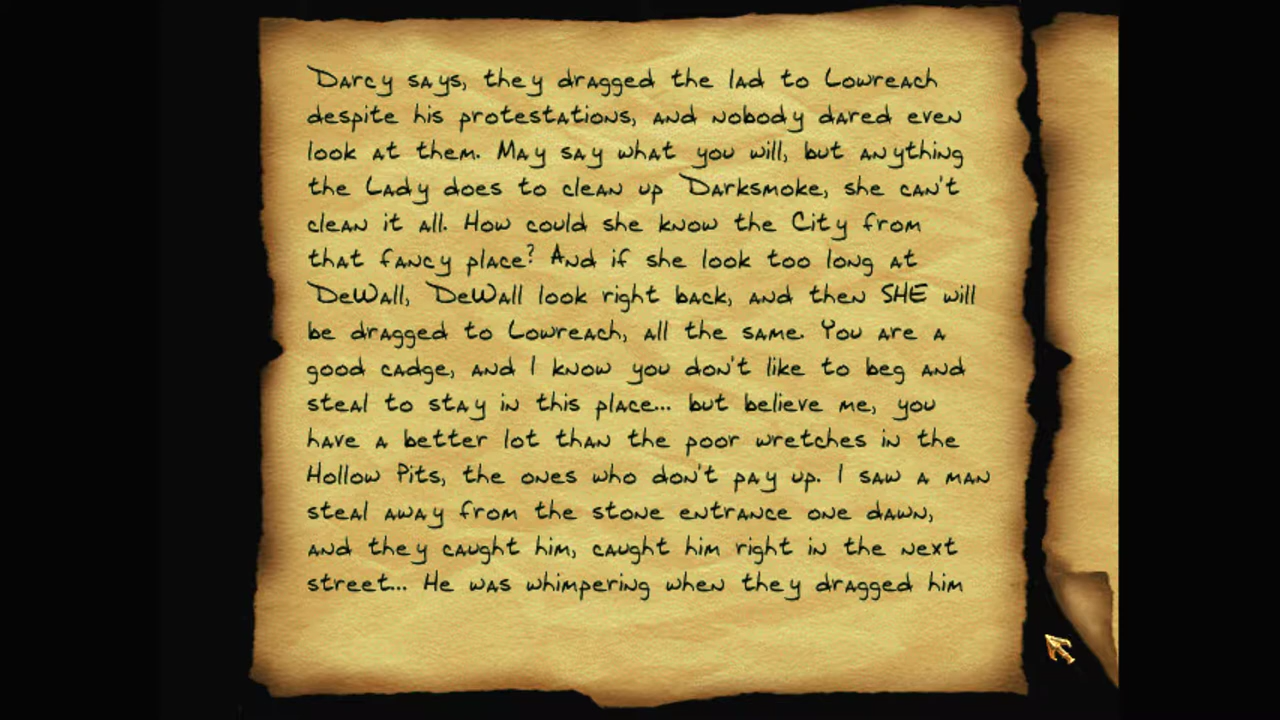 Darcy says, they dragged the lad to Lowreach
despite his protestations, and nobody dared even
look at them. May say what you will, but anything
the Lady does to clean up Darksmoke, she can't
clean it all. How could she know the City from
that fancy place? And if she look too long at
DeWall, DeWall look right back, and then SHE will
be dragged to Lowreach, all the same. You are a
good cadge, and I know you don't like to beg and
steal to stay in this place... but believe me, you
have a better lot than the poor wretches in the
Hollow Pits, the ones who don't pay up. I saw a man
steal away from the stone entrance one dawn,
and they caught him, caught him right in the next
street... He was whimpering when they dragged him